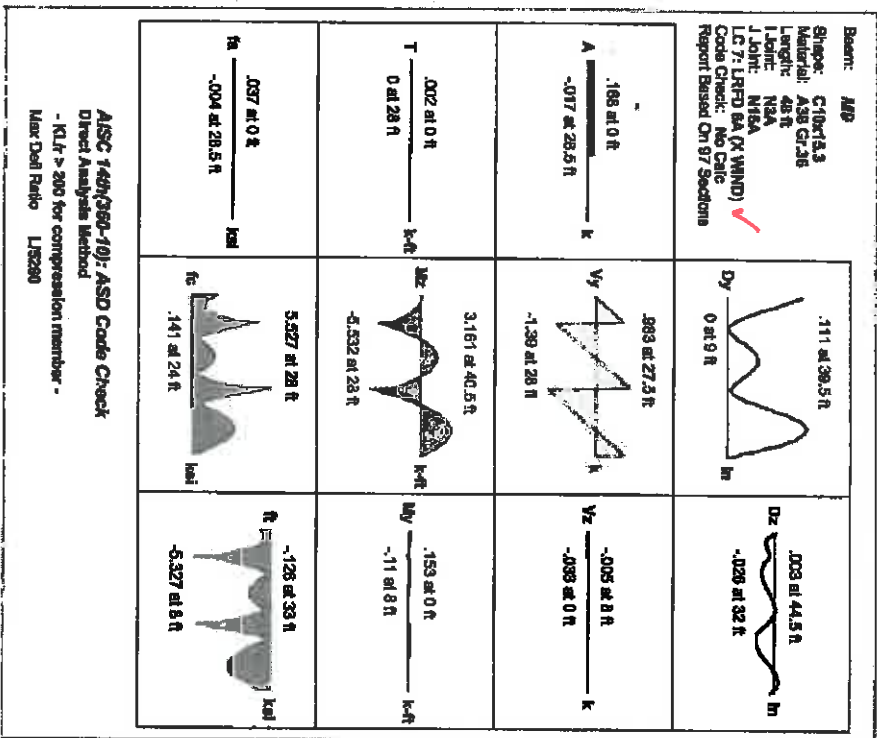 Beam: M9
Shape: C10x15.3
Material: A36 Gr.36
Length: 48 ft
I Joint: N3A
J Joint: N15A
LC 7: LRFD 6A (X WIND)
Code Check: No Calc
Report Based On 97 Sections
.111 at 39.5 ft
Dy
in
0 at 9 ft
.003 at 44.5 ft
Dz
in
-.026 at 32 ft
.168 at 0 ft
A
k
-.017 at 28.5 ft
.983 at 27.5 ft
Vy
k
-1.39 at 28 ft
-.005 at 8 ft
Vz
k
-.038 at 0 ft
.002 at 0 ft
T
k-ft
0 at 28 ft
3.161 at 40.5 ft
Mz
k-ft
-5.532 at 28 ft
.153 at 0 ft
My
k-ft
-.11 at 8 ft
.037 at 0 ft
fa
ksi
-.004 at 28.5 ft
5.527 at 28 ft
fc
ksi
.141 at 24 ft
-.126 at 33 ft
ft
ksi
-5.327 at 8 ft
AISC 14th(360-10): ASD Code Check
Direct Analysis Method
- KL/r > 200 for compression member -
Max Defl Ratio L/5290